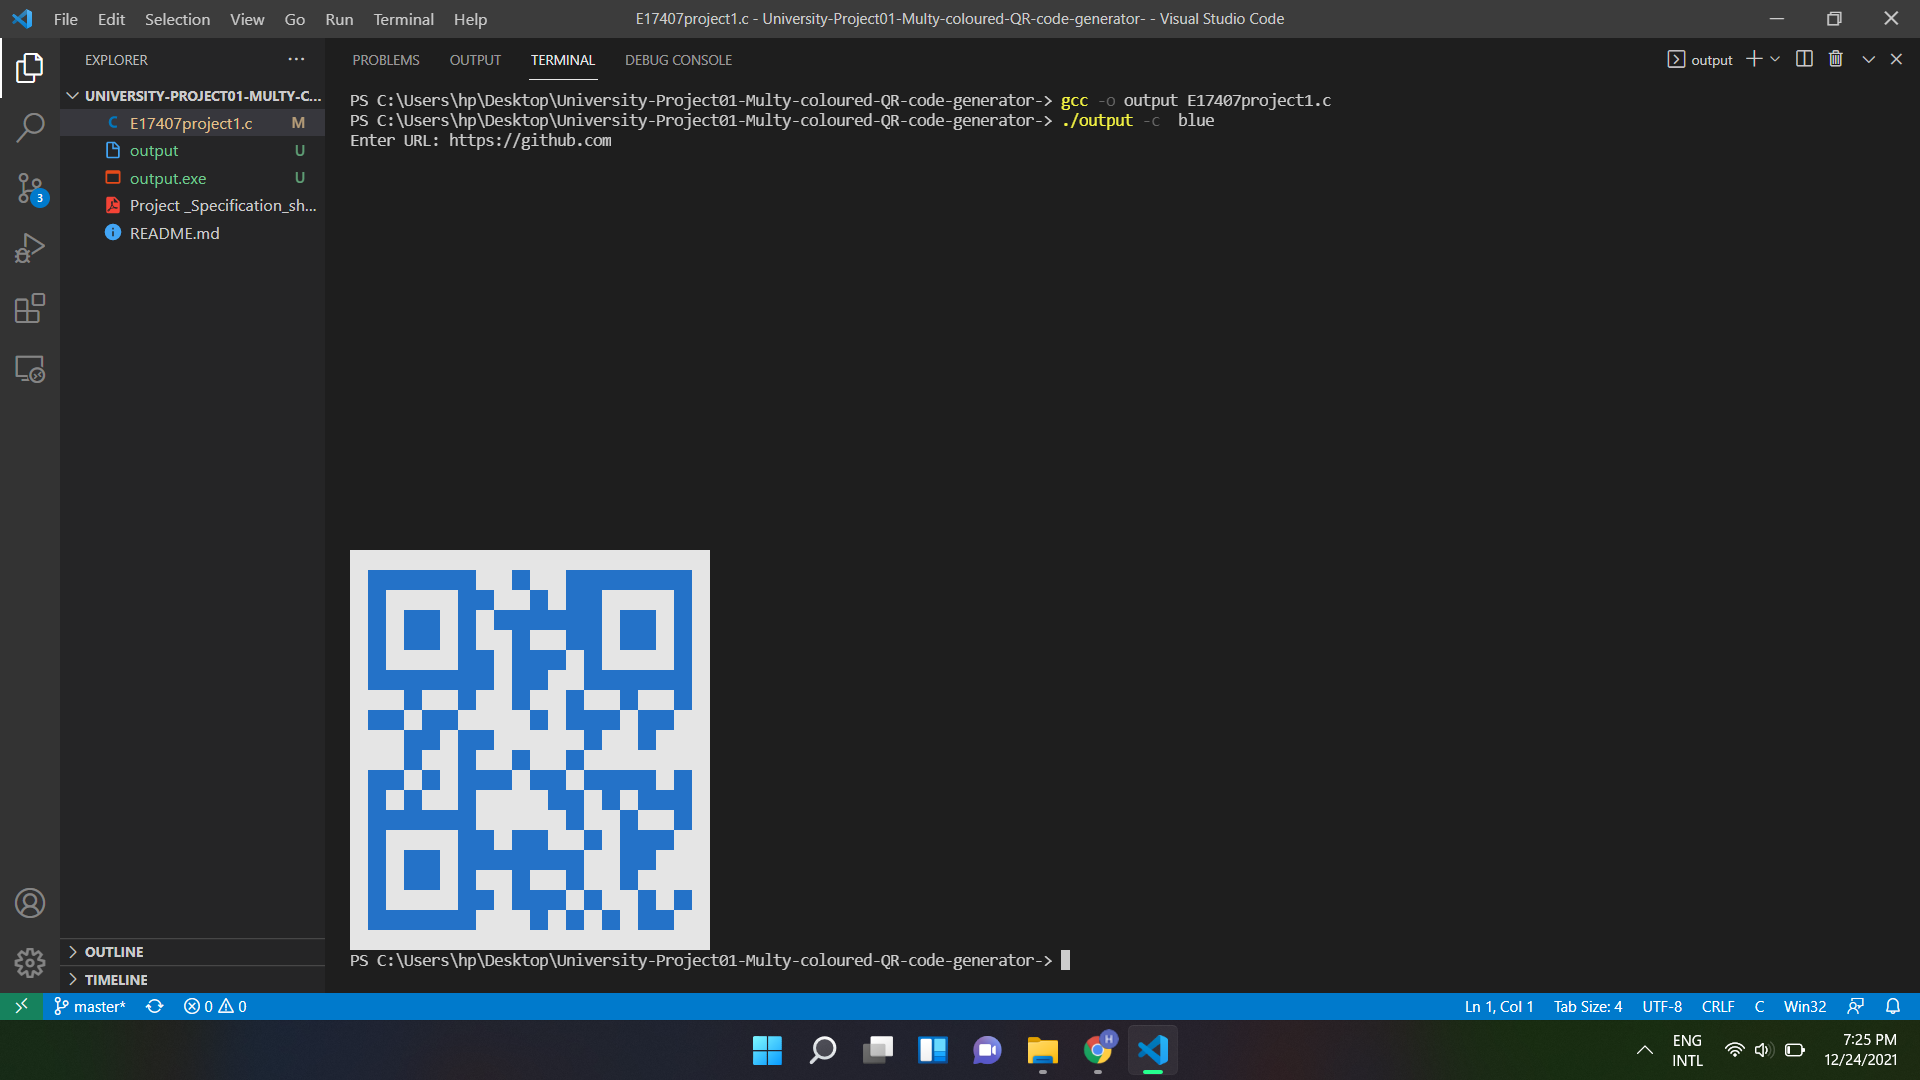 File Edit Selection View Go Run Terminal Help
E17407project1.c - University-Project01-Multy-coloured-QR-code-generator- - Visual Studio Code
EXPLORER
UNIVERSITY-PROJECT01-MULTY-C...
E17407project1.c M
output U
output.exe U
Project _Specification_sh...
README.md
OUTLINE
TIMELINE
3
PROBLEMS OUTPUT TERMINAL DEBUG CONSOLE
output
PS C:\Users\hp\Desktop\University-Project01-Multy-coloured-QR-code-generator-> gcc -o output E17407project1.c
PS C:\Users\hp\Desktop\University-Project01-Multy-coloured-QR-code-generator-> ./output -c  blue
Enter URL: https://github.com
PS C:\Users\hp\Desktop\University-Project01-Multy-coloured-QR-code-generator->
master* 0 0
Ln 1, Col 1 Tab Size: 4 UTF-8 CRLF C Win32
H
ENG
INTL
7:25 PM
12/24/2021